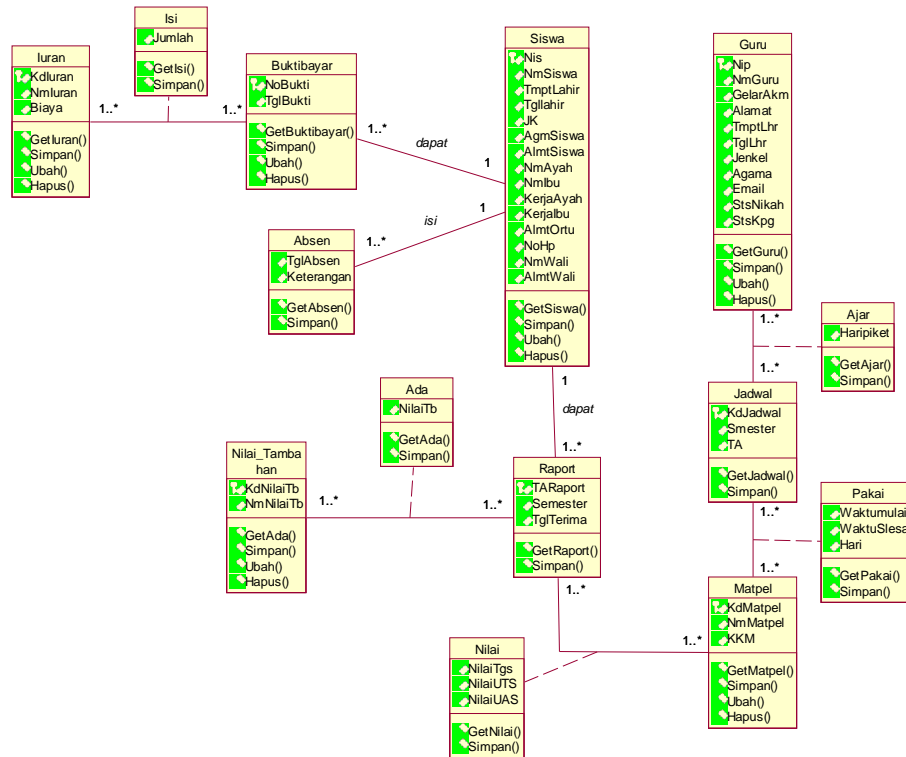 Isi
Jumlah
GetIsi()
Simpan()
Iuran
KdIuran
NmIuran
Biaya
GetIuran()
Simpan()
Ubah()
Hapus()
1..*
1..*
Buktibayar
NoBukti
TglBukti
GetBuktibayar()
Simpan()
Ubah()
Hapus()
1..*
dapat
1
Siswa
Nis
NmSiswa
TmptLahir
Tgllahir
JK
AgmSiswa
AlmtSiswa
NmAyah
NmIbu
KerjaAyah
KerjaIbu
AlmtOrtu
NoHp
NmWali
AlmtWali
GetSiswa()
Simpan()
Ubah()
Hapus()
1
isi
1..*
Absen
TglAbsen
Keterangan
GetAbsen()
Simpan()
Guru
Nip
NmGuru
GelarAkm
Alamat
TmptLhr
TglLhr
Jenkel
Agama
Email
StsNikah
StsKpg
GetGuru()
Simpan()
Ubah()
Hapus()
1..*
1..*
Ajar
Haripiket
GetAjar()
Simpan()
Jadwal
KdJadwal
Smester
TA
GetJadwal()
Simpan()
1..*
1..*
Pakai
Waktumulai
WaktuSlesa
Hari
GetPakai()
Simpan()
1
dapat
1..*
Ada
NilaiTb
GetAda()
Simpan()
Nilai_Tamba
han
KdNilaiTb
NmNilaiTb
GetAda()
Simpan()
Ubah()
Hapus()
1..*
1..*
Raport
TARaport
Semester
TglTerima
GetRaport()
Simpan()
1..*
1..*
Matpel
KdMatpel
NmMatpel
KKM
GetMatpel()
Simpan()
Ubah()
Hapus()
Nilai
NilaiTgs
NilaiUTS
NilaiUAS
GetNilai()
Simpan()